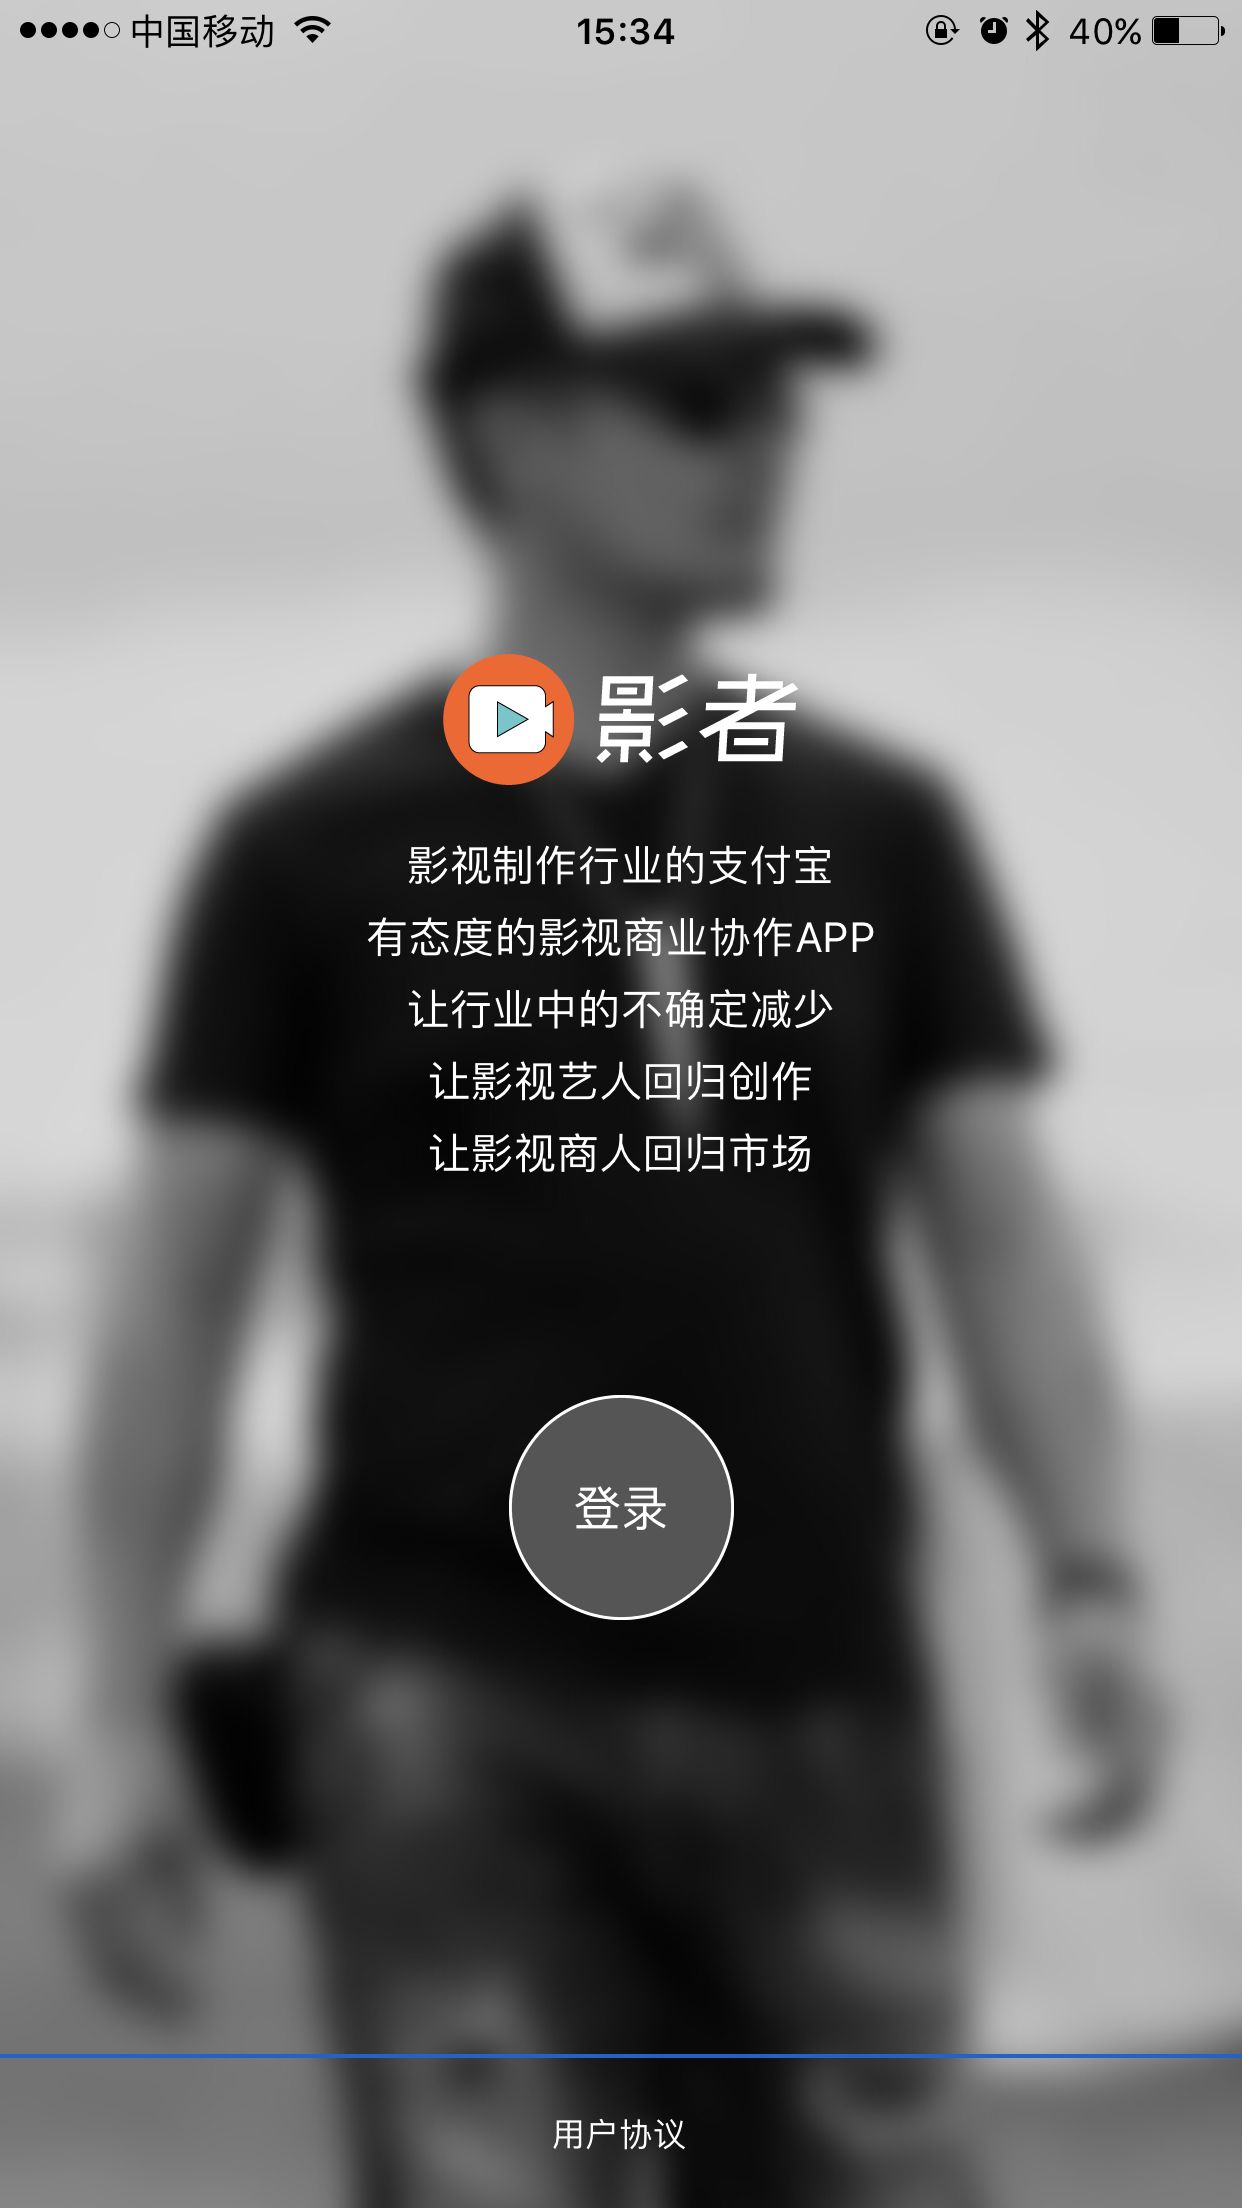 中国移动
15:34
40%
影者
影视制作行业的支付宝
有态度的影视商业协作APP
让行业中的不确定减少
让影视艺人回归创作
让影视商人回归市场
登录
用户协议